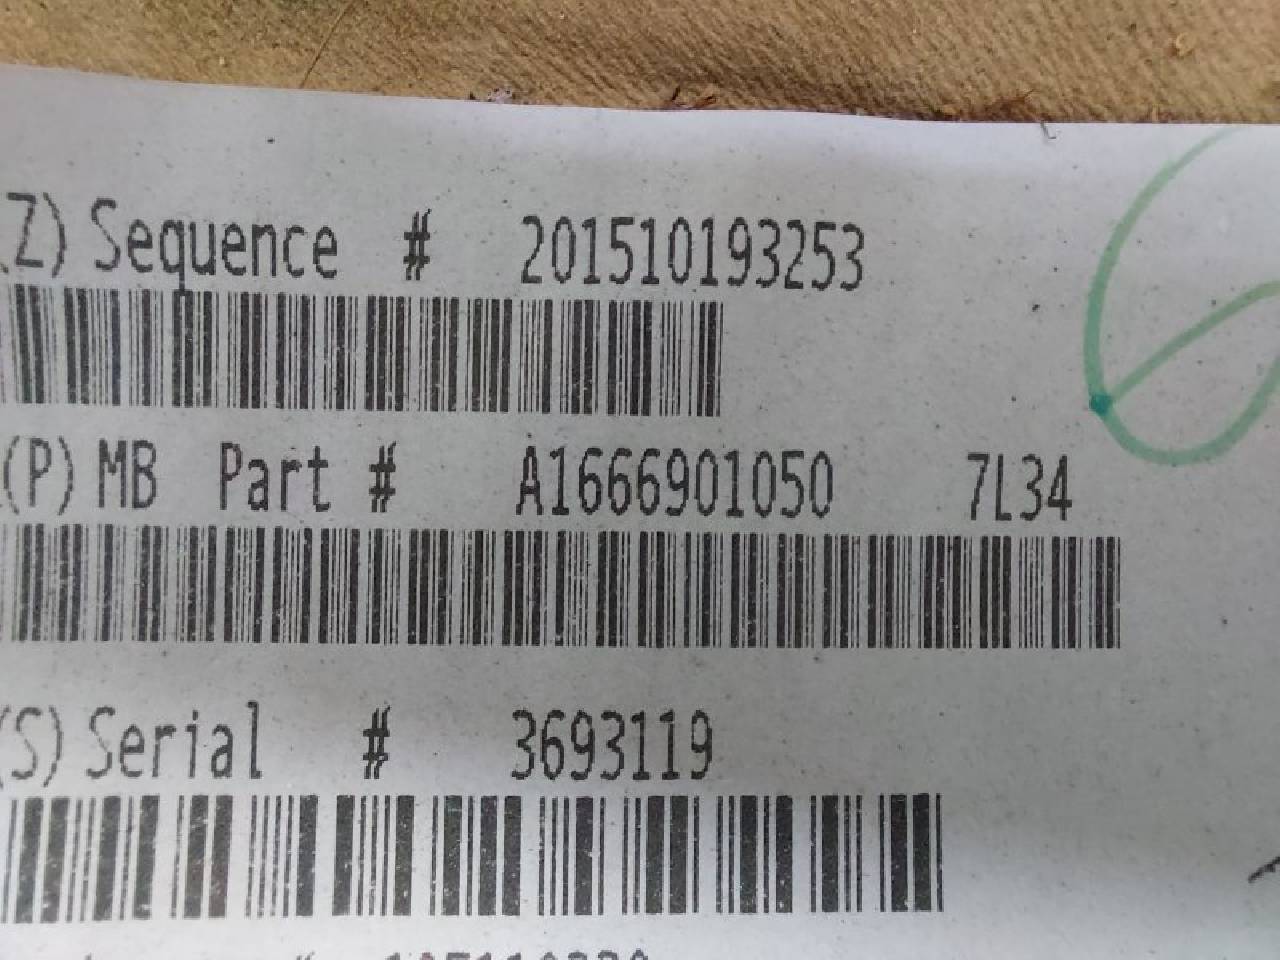 (Z) Sequence # 201510193253
(P) MB Part # A1666901050 7L34
(S) Serial # 3693119